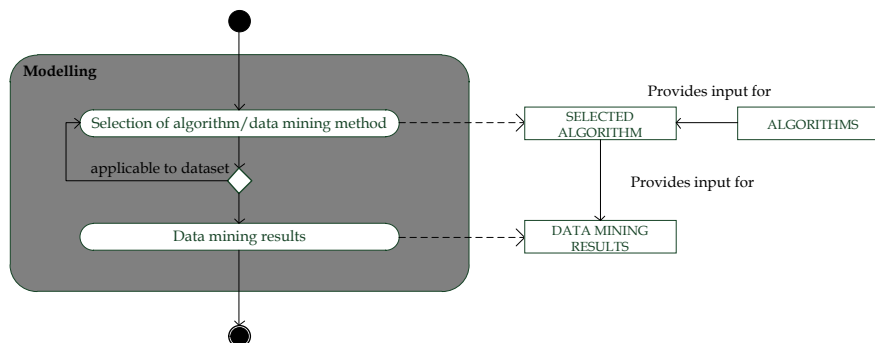 Modelling
Provides input for
Selection of algorithm/data mining method
SELECTED
ALGORITHM
ALGORITHMS
applicable to dataset
Provides input for
Data mining results
DATA MINING
RESULTS